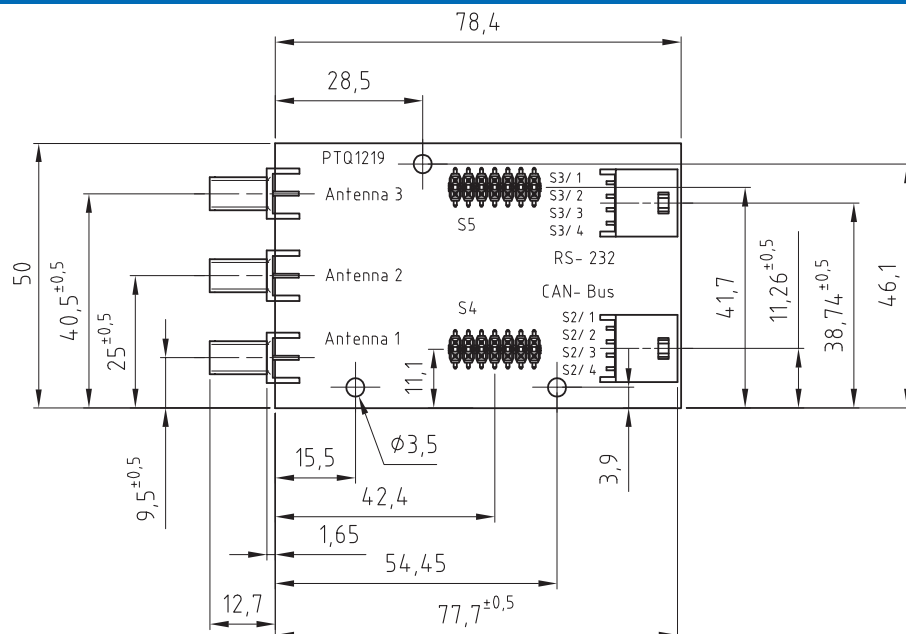 78,4
28,5
PTQ1219
Antenna 3
S5
S3/ 1
S3/ 2
S3/ 3
S3/ 4
RS- 232
Antenna 2
CAN- Bus
S4
S2/ 1
S2/ 2
S2/ 3
S2/ 4
Antenna 1
50
40,5±0,5
25±0,5
9,5±0,5
11,1
41,7
11,26±0,5
38,74±0,5
46,1
3,9
Ø3,5
15,5
42,4
1,65
54,45
12,7
77,7±0,5